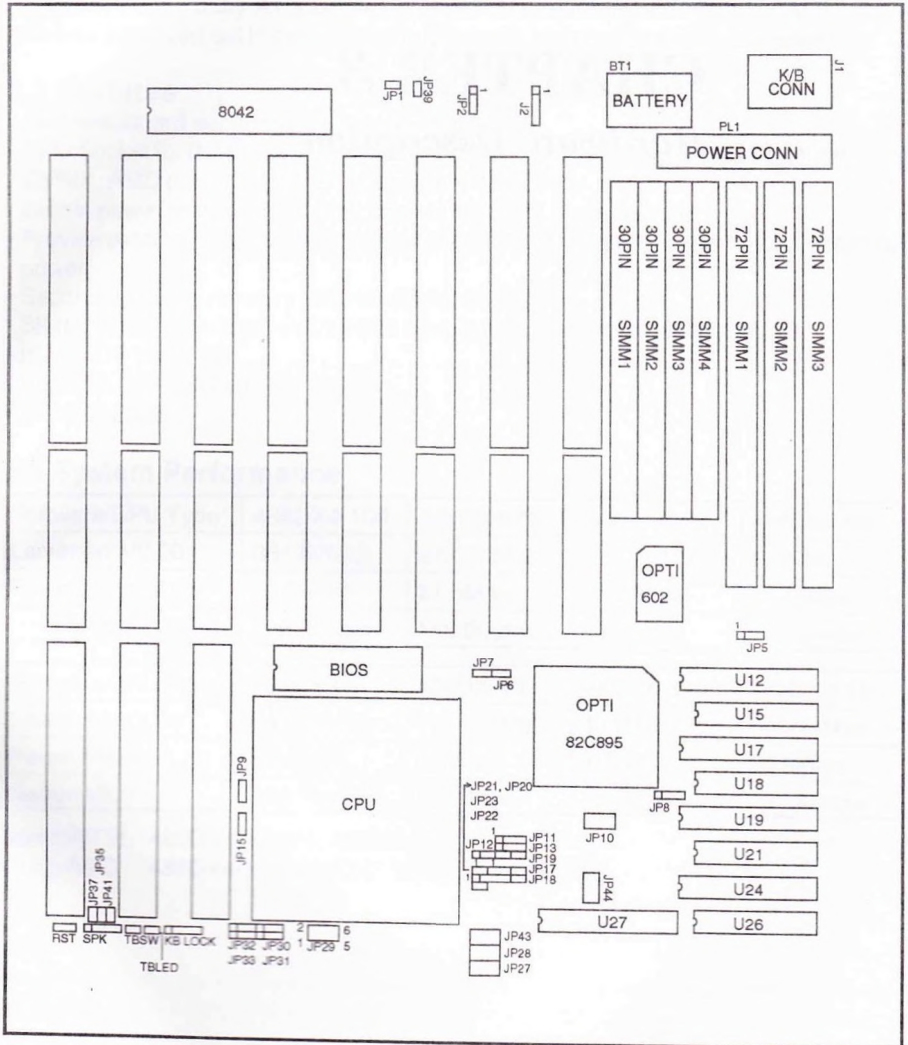 J1
K/B
CONN
BT1
BATTERY
JP1
JP39
JP2
1
J2
1
8042
PL1
POWER CONN
30PIN SIMM1
30PIN SIMM2
30PIN SIMM3
30PIN SIMM4
72PIN SIMM1
72PIN SIMM2
72PIN SIMM3
OPTI
602
1
JP5
BIOS
JP7
JP6
OPTI
82C895
U12
U15
U17
U18
U19
U21
U24
U26
U27
CPU
JP9
JP15
JP21, JP20
JP23
JP22
1
JP11
JP12
JP13
JP19
JP17
1
JP18
JP8
JP10
JP44
JP37
JP35
JP41
RST
SPK
TBSW
KB LOCK
TBLED
JP32
JP30
JP33
JP31
2
6
1
JP29
5
JP43
JP28
JP27